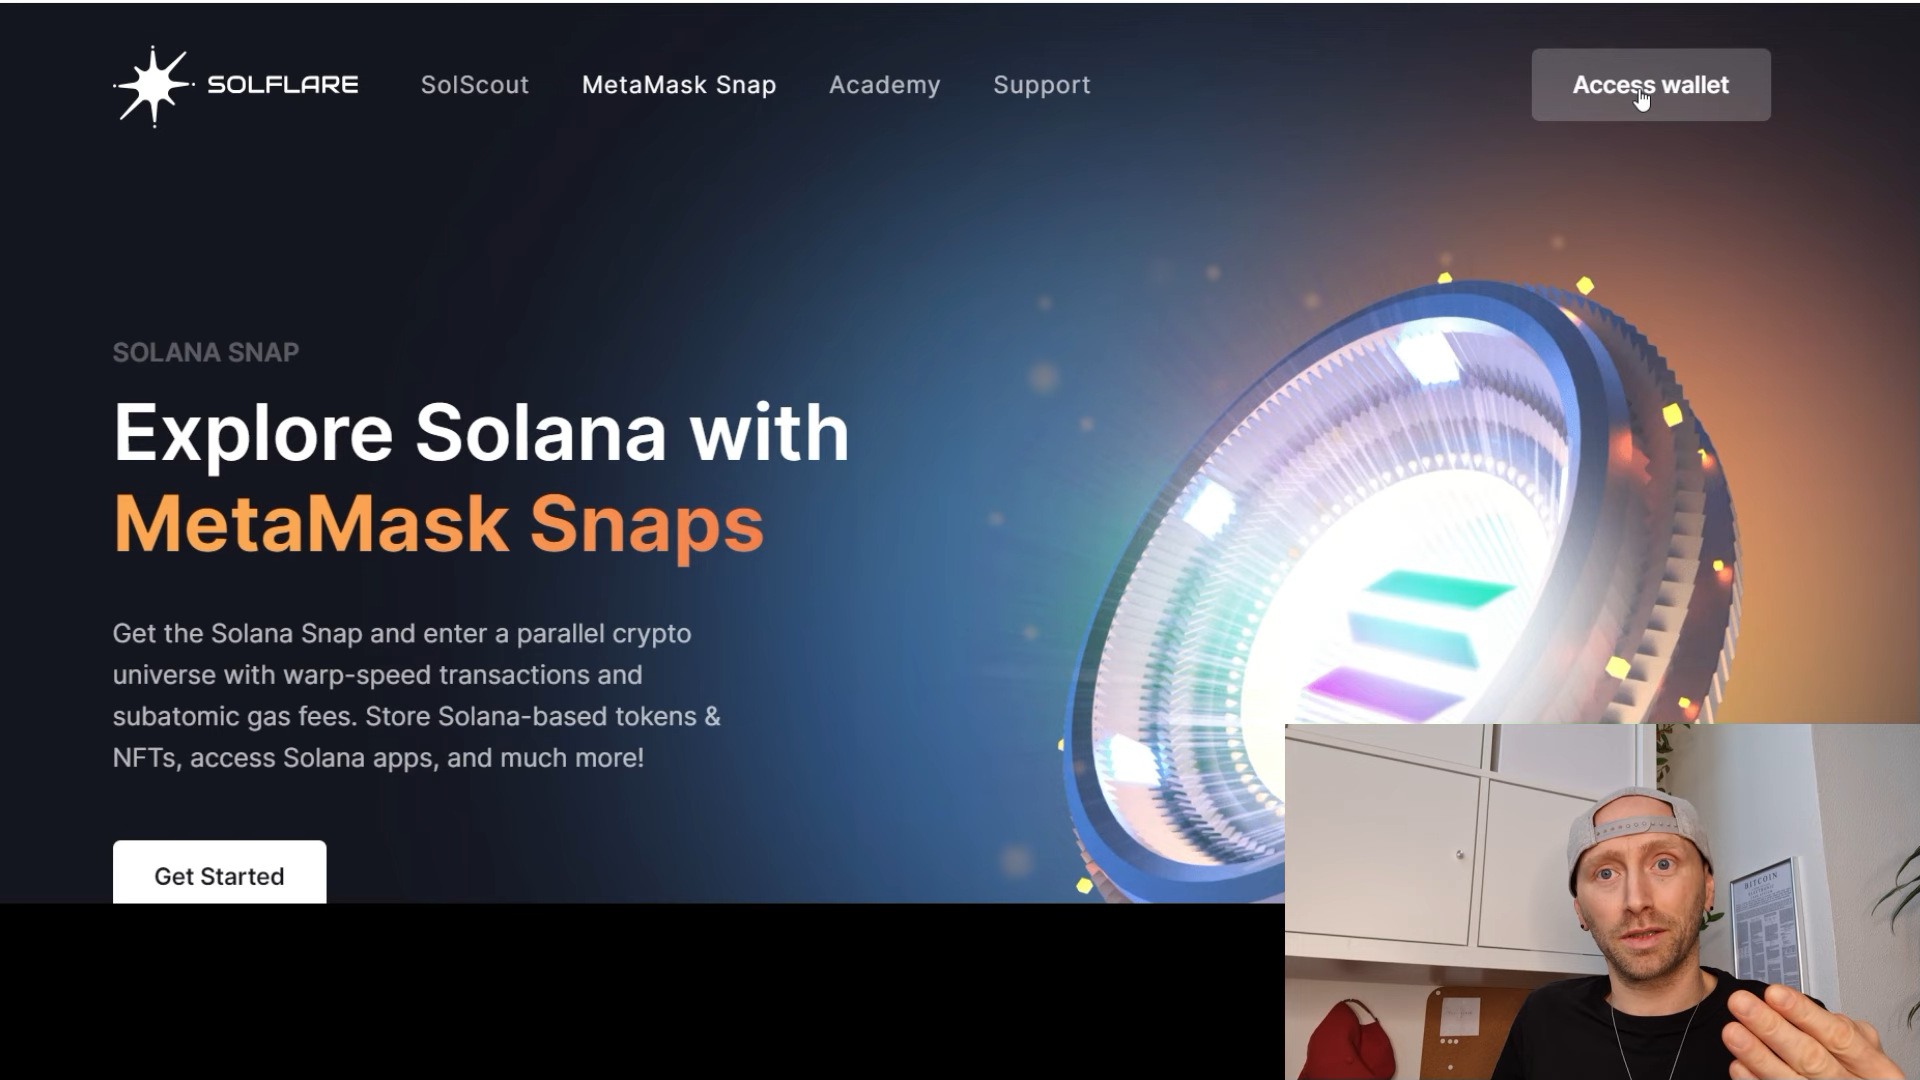 SOLFLARE
SolScout
MetaMask Snap
Academy
Support
Access wallet
SOLANA SNAP
Explore Solana with
MetaMask Snaps
Get the Solana Snap and enter a parallel crypto
universe with warp-speed transactions and
subatomic gas fees. Store Solana-based tokens &
NFTs, access Solana apps, and much more!
Get Started
BITCOIN